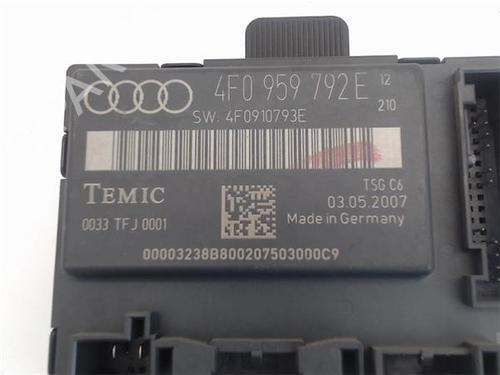 4F0 959 792E 12
210
SW: 4F0910793E
TEMIC
TSG C6
03.05.2007
0033 TFJ 0001
Made in Germany
00003238B800207503000C9